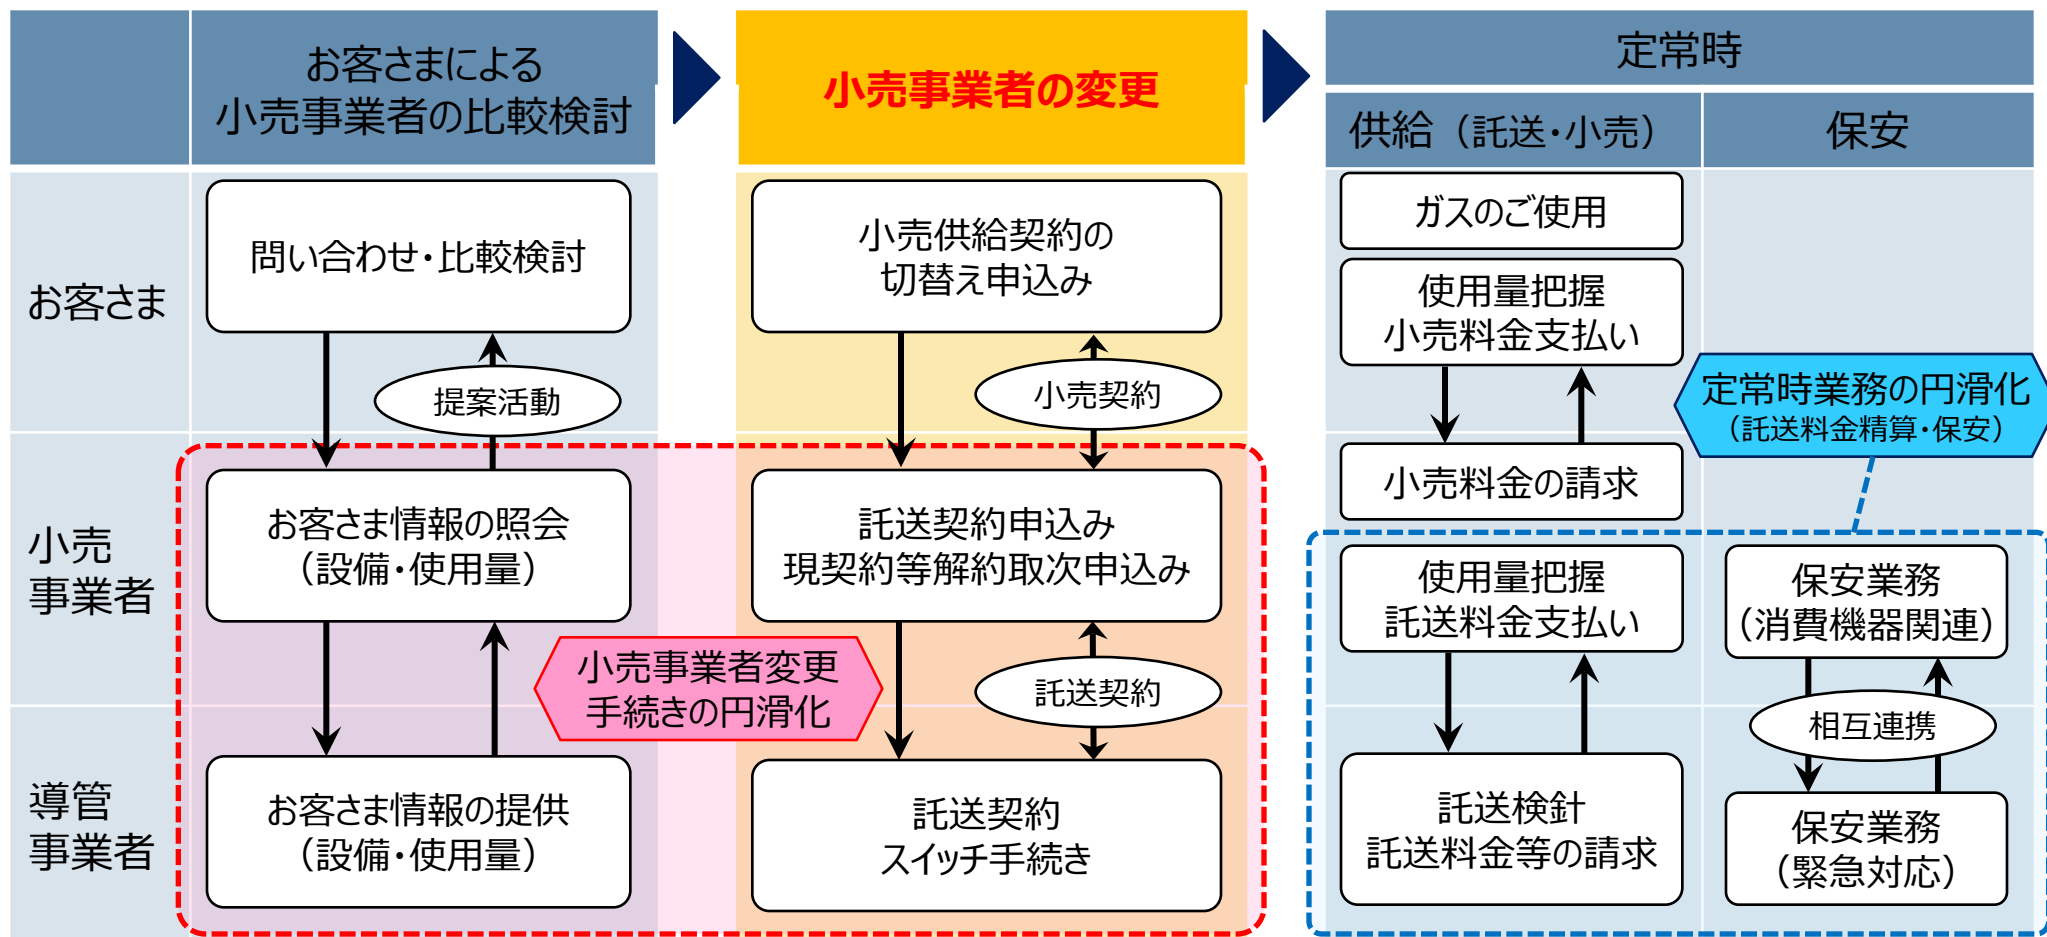 お客さまによる
小売事業者の比較検討
小売事業者の変更
定常時
供給（託送・小売）
保安
お客さま
問い合わせ・比較検討
提案活動
小売供給契約の
切替え申込み
小売契約
ガスのご使用
使用量把握
小売料金支払い
定常時業務の円滑化
（託送料金精算・保安）
小売
事業者
お客さま情報の照会
（設備・使用量）
託送契約申込み
現契約等解約取次申込み
小売料金の請求
使用量把握
託送料金支払い
保安業務
（消費機器関連）
小売事業者変更
手続きの円滑化
託送契約
相互連携
導管
事業者
お客さま情報の提供
（設備・使用量）
託送契約
スイッチ手続き
託送検針
託送料金等の請求
保安業務
（緊急対応）